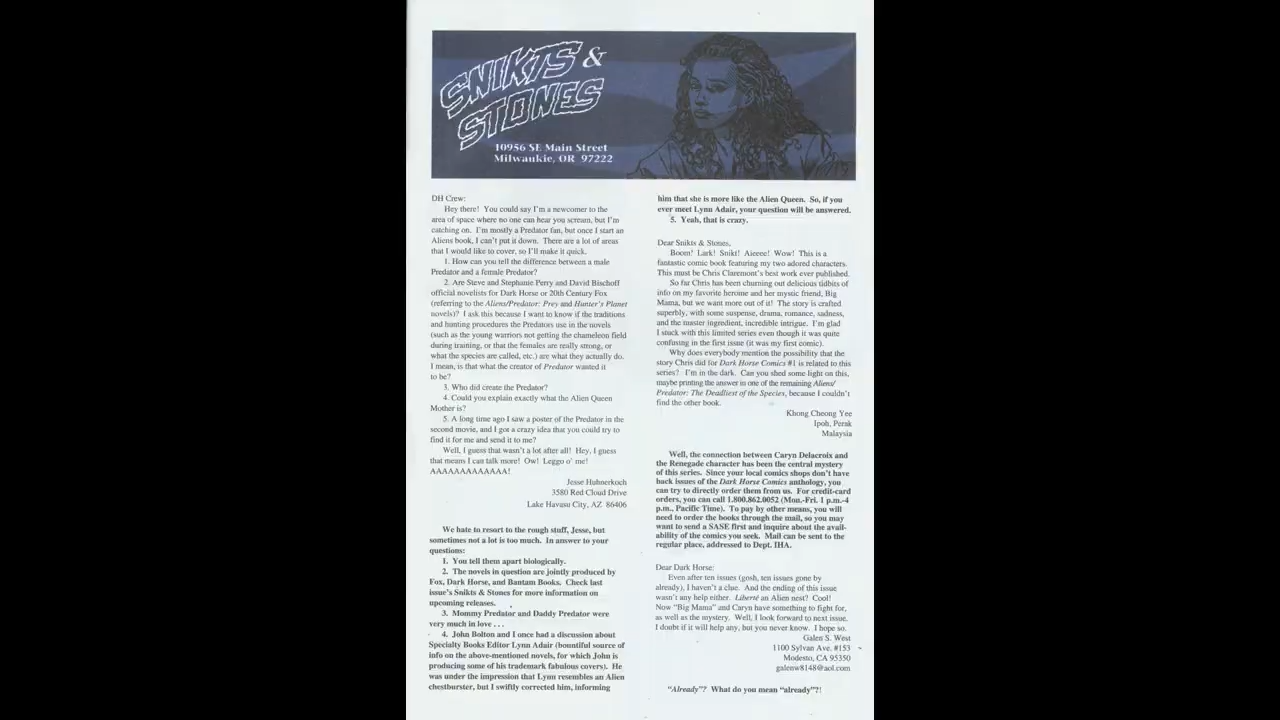 SNIKTS &
STONES
10956 SE Main Street
Milwaukie, OR 97222
DH Crew:
Hey there! You could say I'm a newcomer to the
area of space where no one can hear you scream, but I'm
catching on. I'm mostly a Predator fan, but once I start an
Aliens book, I can't put it down. There are a lot of areas
that I would like to cover, so I'll make it quick.
1. How can you tell the difference between a male
Predator and a female Predator?
2. Are Steve and Stephanie Perry and David Bischoff
official novelists for Dark Horse or 20th Century Fox
(referring to the Aliens/Predator: Prey and Hunter's Planet
novels)? I ask this because I want to know if the traditions
and hunting procedures the Predators use in the novels
(such as the young warriors not getting the chameleon field
during training, or that the females are really strong, or
what the species are called, etc.) are what they actually do.
I mean, is that what the creator of Predator wanted it
to be?
3. Who did create the Predator?
4. Could you explain exactly what the Alien Queen
Mother is?
5. A long time ago I saw a poster of the Predator in the
second movie, and I got a crazy idea that you could try to
find it for me and send it to me?
Well, I guess that wasn't a lot after all! Hey, I guess
that means I can talk more! Ow! Leggo o' me!
AAAAAAAAAAAAA!
Jesse Huhnerkoch
3580 Red Cloud Drive
Lake Havasu City, AZ 86406
We hate to resort to the rough stuff, Jesse, but
sometimes not a lot is too much. In answer to your
questions:
1. You tell them apart biologically.
2. The novels in question are jointly produced by
Fox, Dark Horse, and Bantam Books. Check last
issue's Snikts & Stones for more information on
upcoming releases.
3. Mommy Predator and Daddy Predator were
very much in love . . .
4. John Bolton and I once had a discussion about
Specialty Books Editor Lynn Adair (bountiful source of
info on the above-mentioned novels, for which John is
producing some of his trademark fabulous covers). He
was under the impression that Lynn resembles an Alien
chestburster, but I swiftly corrected him, informing
him that she is more like the Alien Queen. So, if you
ever meet Lynn Adair, your question will be answered.
5. Yeah, that is crazy.
Dear Snikts & Stones,
Boom! Lark! Snikt! Aieeee! Wow! This is a
fantastic comic book featuring my two adored characters.
This must be Chris Claremont's best work ever published.
So far Chris has been churning out delicious tidbits of
info on my favorite heroine and her mystic friend, Big
Mama, but we want more out of it! The story is crafted
superbly, with some suspense, drama, romance, sadness,
and the master ingredient, incredible intrigue. I'm glad
I stuck with this limited series even though it was quite
confusing in the first issue (it was my first comic).
Why does everybody mention the possibility that the
story Chris did for Dark Horse Comics #1 is related to this
series? I'm in the dark. Can you shed some light on this,
maybe printing the answer in one of the remaining Aliens/
Predator: The Deadliest of the Species, because I couldn't
find the other book.
Khong Cheong Yee
Ipoh, Perak
Malaysia
Well, the connection between Caryn Delacroix and
the Renegade character has been the central mystery
of this series. Since your local comics shops don't have
back issues of the Dark Horse Comics anthology, you
can try to directly order them from us. For credit-card
orders, you can call 1.800.862.0052 (Mon.-Fri. 1 p.m.-4
p.m., Pacific Time). To pay by other means, you will
need to order the books through the mail, so you may
want to send a SASE first and inquire about the avail-
ability of the comics you seek. Mail can be sent to the
regular place, addressed to Dept. IHA.
Dear Dark Horse:
Even after ten issues (gosh, ten issues gone by
already), I haven't a clue. And the ending of this issue
wasn't any help either. Liberté an Alien nest? Cool!
Now "Big Mama" and Caryn have something to fight for,
as well as the mystery. Well, I look forward to next issue.
I doubt if it will help any, but you never know. I hope so.
Galen S. West
1100 Sylvan Ave. #153
Modesto, CA 95350
galenw8148@aol.com
"Already"? What do you mean "already"?!